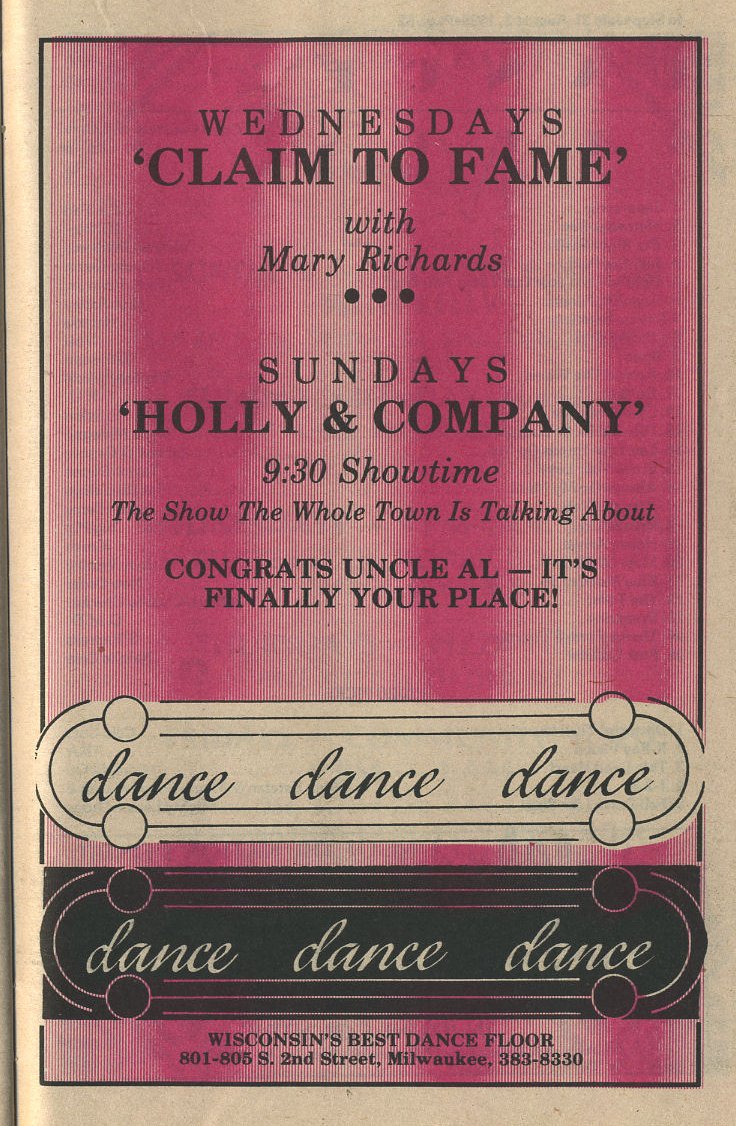 WEDNESDAYS
‘CLAIM TO FAME’
with
Mary Richards
● ● ●
SUNDAYS
‘HOLLY & COMPANY’
9:30 Showtime
The Show The Whole Town Is Talking About
CONGRATS UNCLE AL — IT'S
FINALLY YOUR PLACE!
dance dance dance
dance dance dance
WISCONSIN'S BEST DANCE FLOOR
801-805 S. 2nd Street, Milwaukee, 383-8330